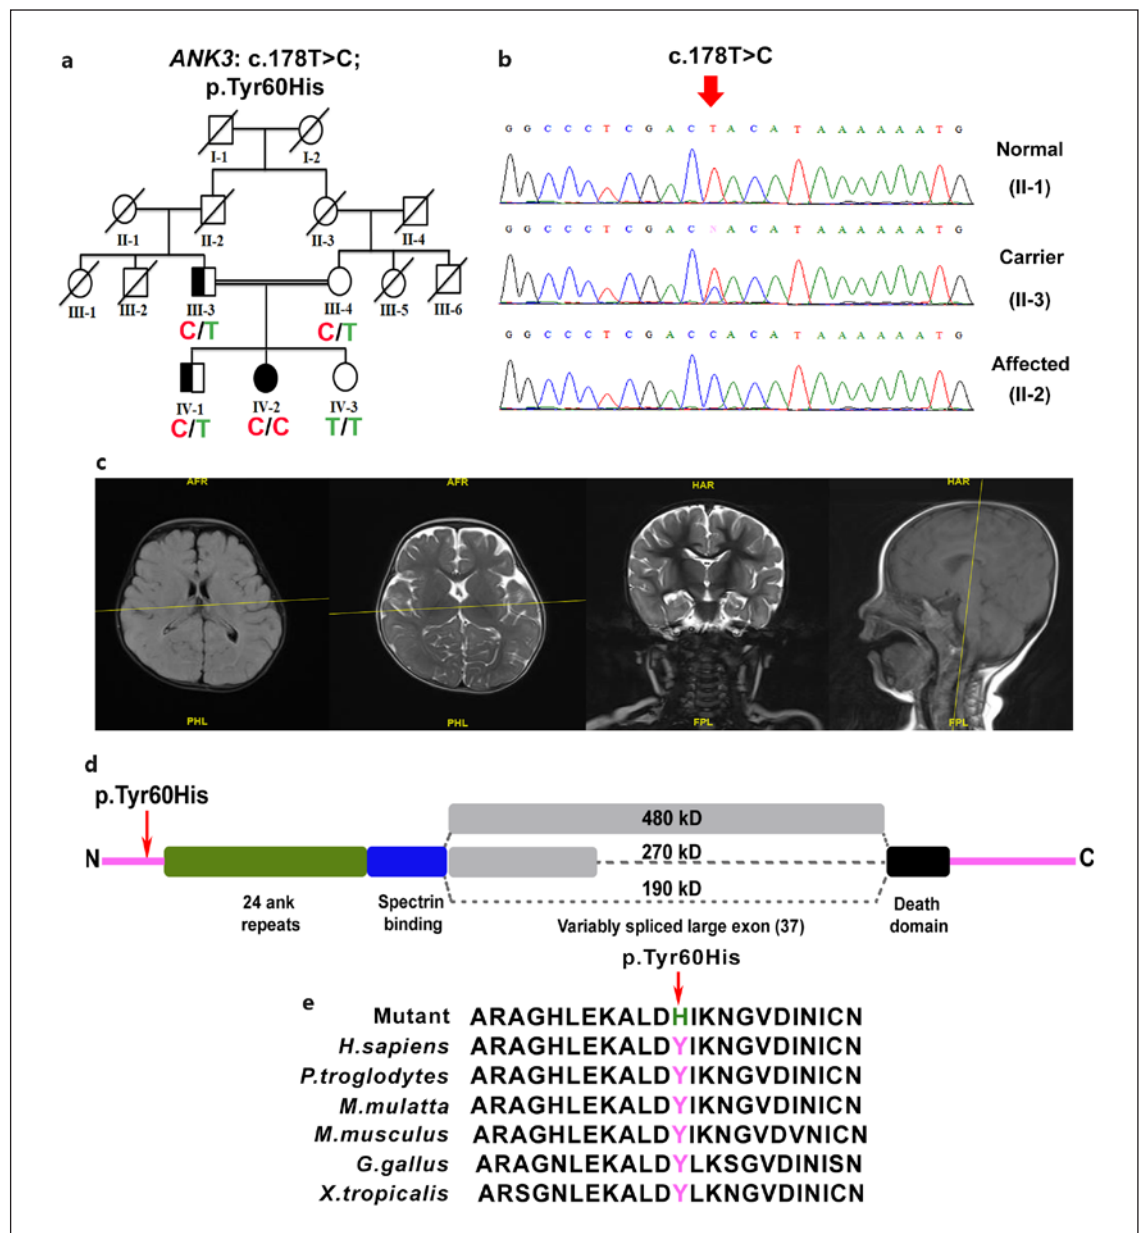 a
ANK3: c.178T>C;
p.Tyr60His
I-1 I-2
II-1 II-2 II-3 II-4
III-1 III-2 III-3 III-4 III-5 III-6
C/T C/T
IV-1 IV-2 IV-3
C/T C/C T/T
b
c.178T>C
G G C C C T C G A C T A C A T A A A A A A T G
Normal
(II-1)
G G C C C T C G A C N A C A T A A A A A A T G
Carrier
(II-3)
G G C C C T C G A C C A C A T A A A A A A T G
Affected
(II-2)
c
AFR AFR HAR HAR
PHL PHL FPL FPL
d
p.Tyr60His
480 kD
N 270 kD C
190 kD
24 ank
repeats
Spectrin
binding
Variably spliced large exon (37)
Death
domain
p.Tyr60His
e
Mutant ARAGHLEKALDHIKNGVDINICN
H.sapiens ARAGHLEKALDYIKNGVDINICN
P.troglodytes ARAGHLEKALDYIKNGVDINICN
M.mulatta ARAGHLEKALDYIKNGVDINICN
M.musculus ARAGHLEKALDYIKNGVDVNICN
G.gallus ARAGNLEKALDYLKSGVDINISN
X.tropicalis ARSGNLEKALDYLKNGVDINICN